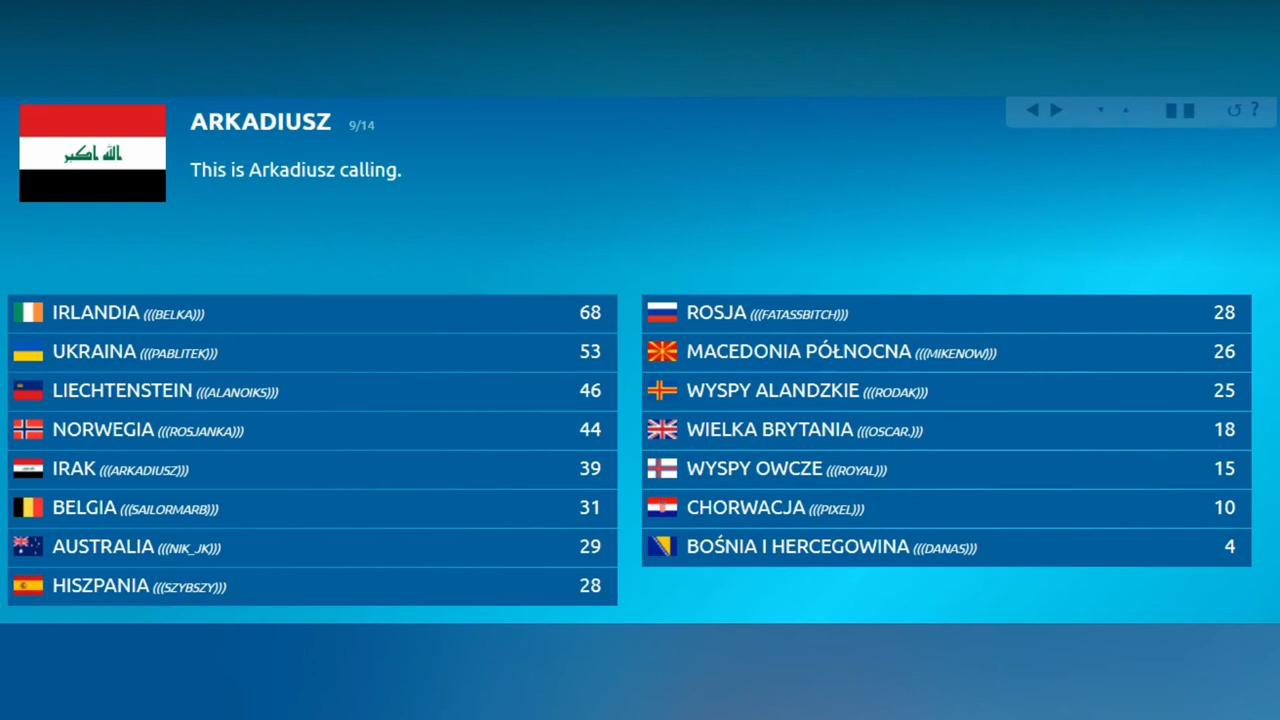 ARKADIUSZ 9/14
This is Arkadiusz calling.
الله اكبر
IRLANDIA (((BELKA))) 68
UKRAINA (((PABLITEK))) 53
LIECHTENSTEIN (((ALANOIKS))) 46
NORWEGIA (((ROSJANKA))) 44
IRAK (((ARKADIUSZ))) 39
BELGIA (((SAILORMARB))) 31
AUSTRALIA (((NIK_JK))) 29
HISZPANIA (((SZYBSZY))) 28
ROSJA (((FATASSBITCH))) 28
MACEDONIA PÓŁNOCNA (((MIKENOW))) 26
WYSPY ALANDZKIE (((RODAK))) 25
WIELKA BRYTANIA (((OSCAR.))) 18
WYSPY OWCZE (((ROYAL))) 15
CHORWACJA (((PIXEL))) 10
BOŚNIA I HERCEGOWINA (((DANA5))) 4